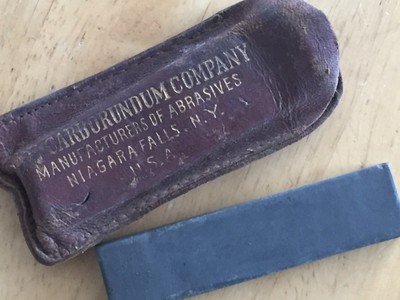 CARBORUNDUM COMPANY
MANUFACTURERS OF ABRASIVES
NIAGARA FALLS, N.Y.
U.S.A.